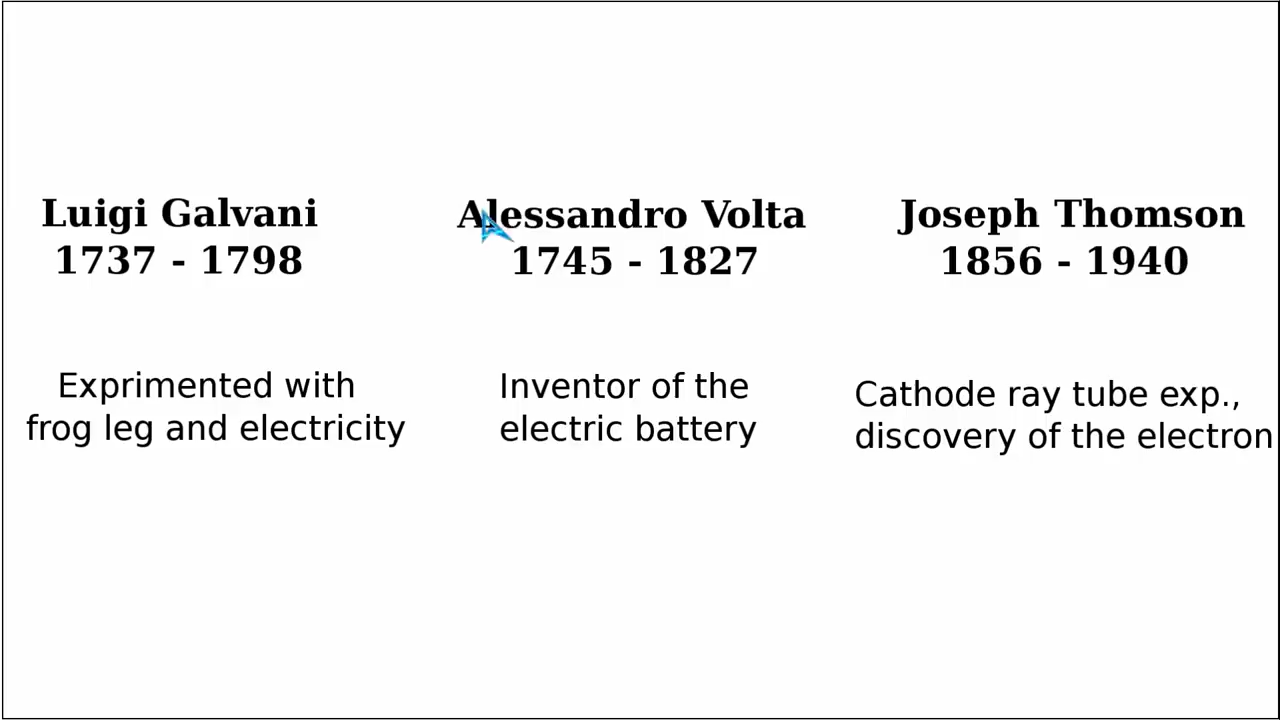 Luigi Galvani
1737 - 1798
Exprimented with
frog leg and electricity
Alessandro Volta
1745 - 1827
Inventor of the
electric battery
Joseph Thomson
1856 - 1940
Cathode ray tube exp.,
discovery of the electron